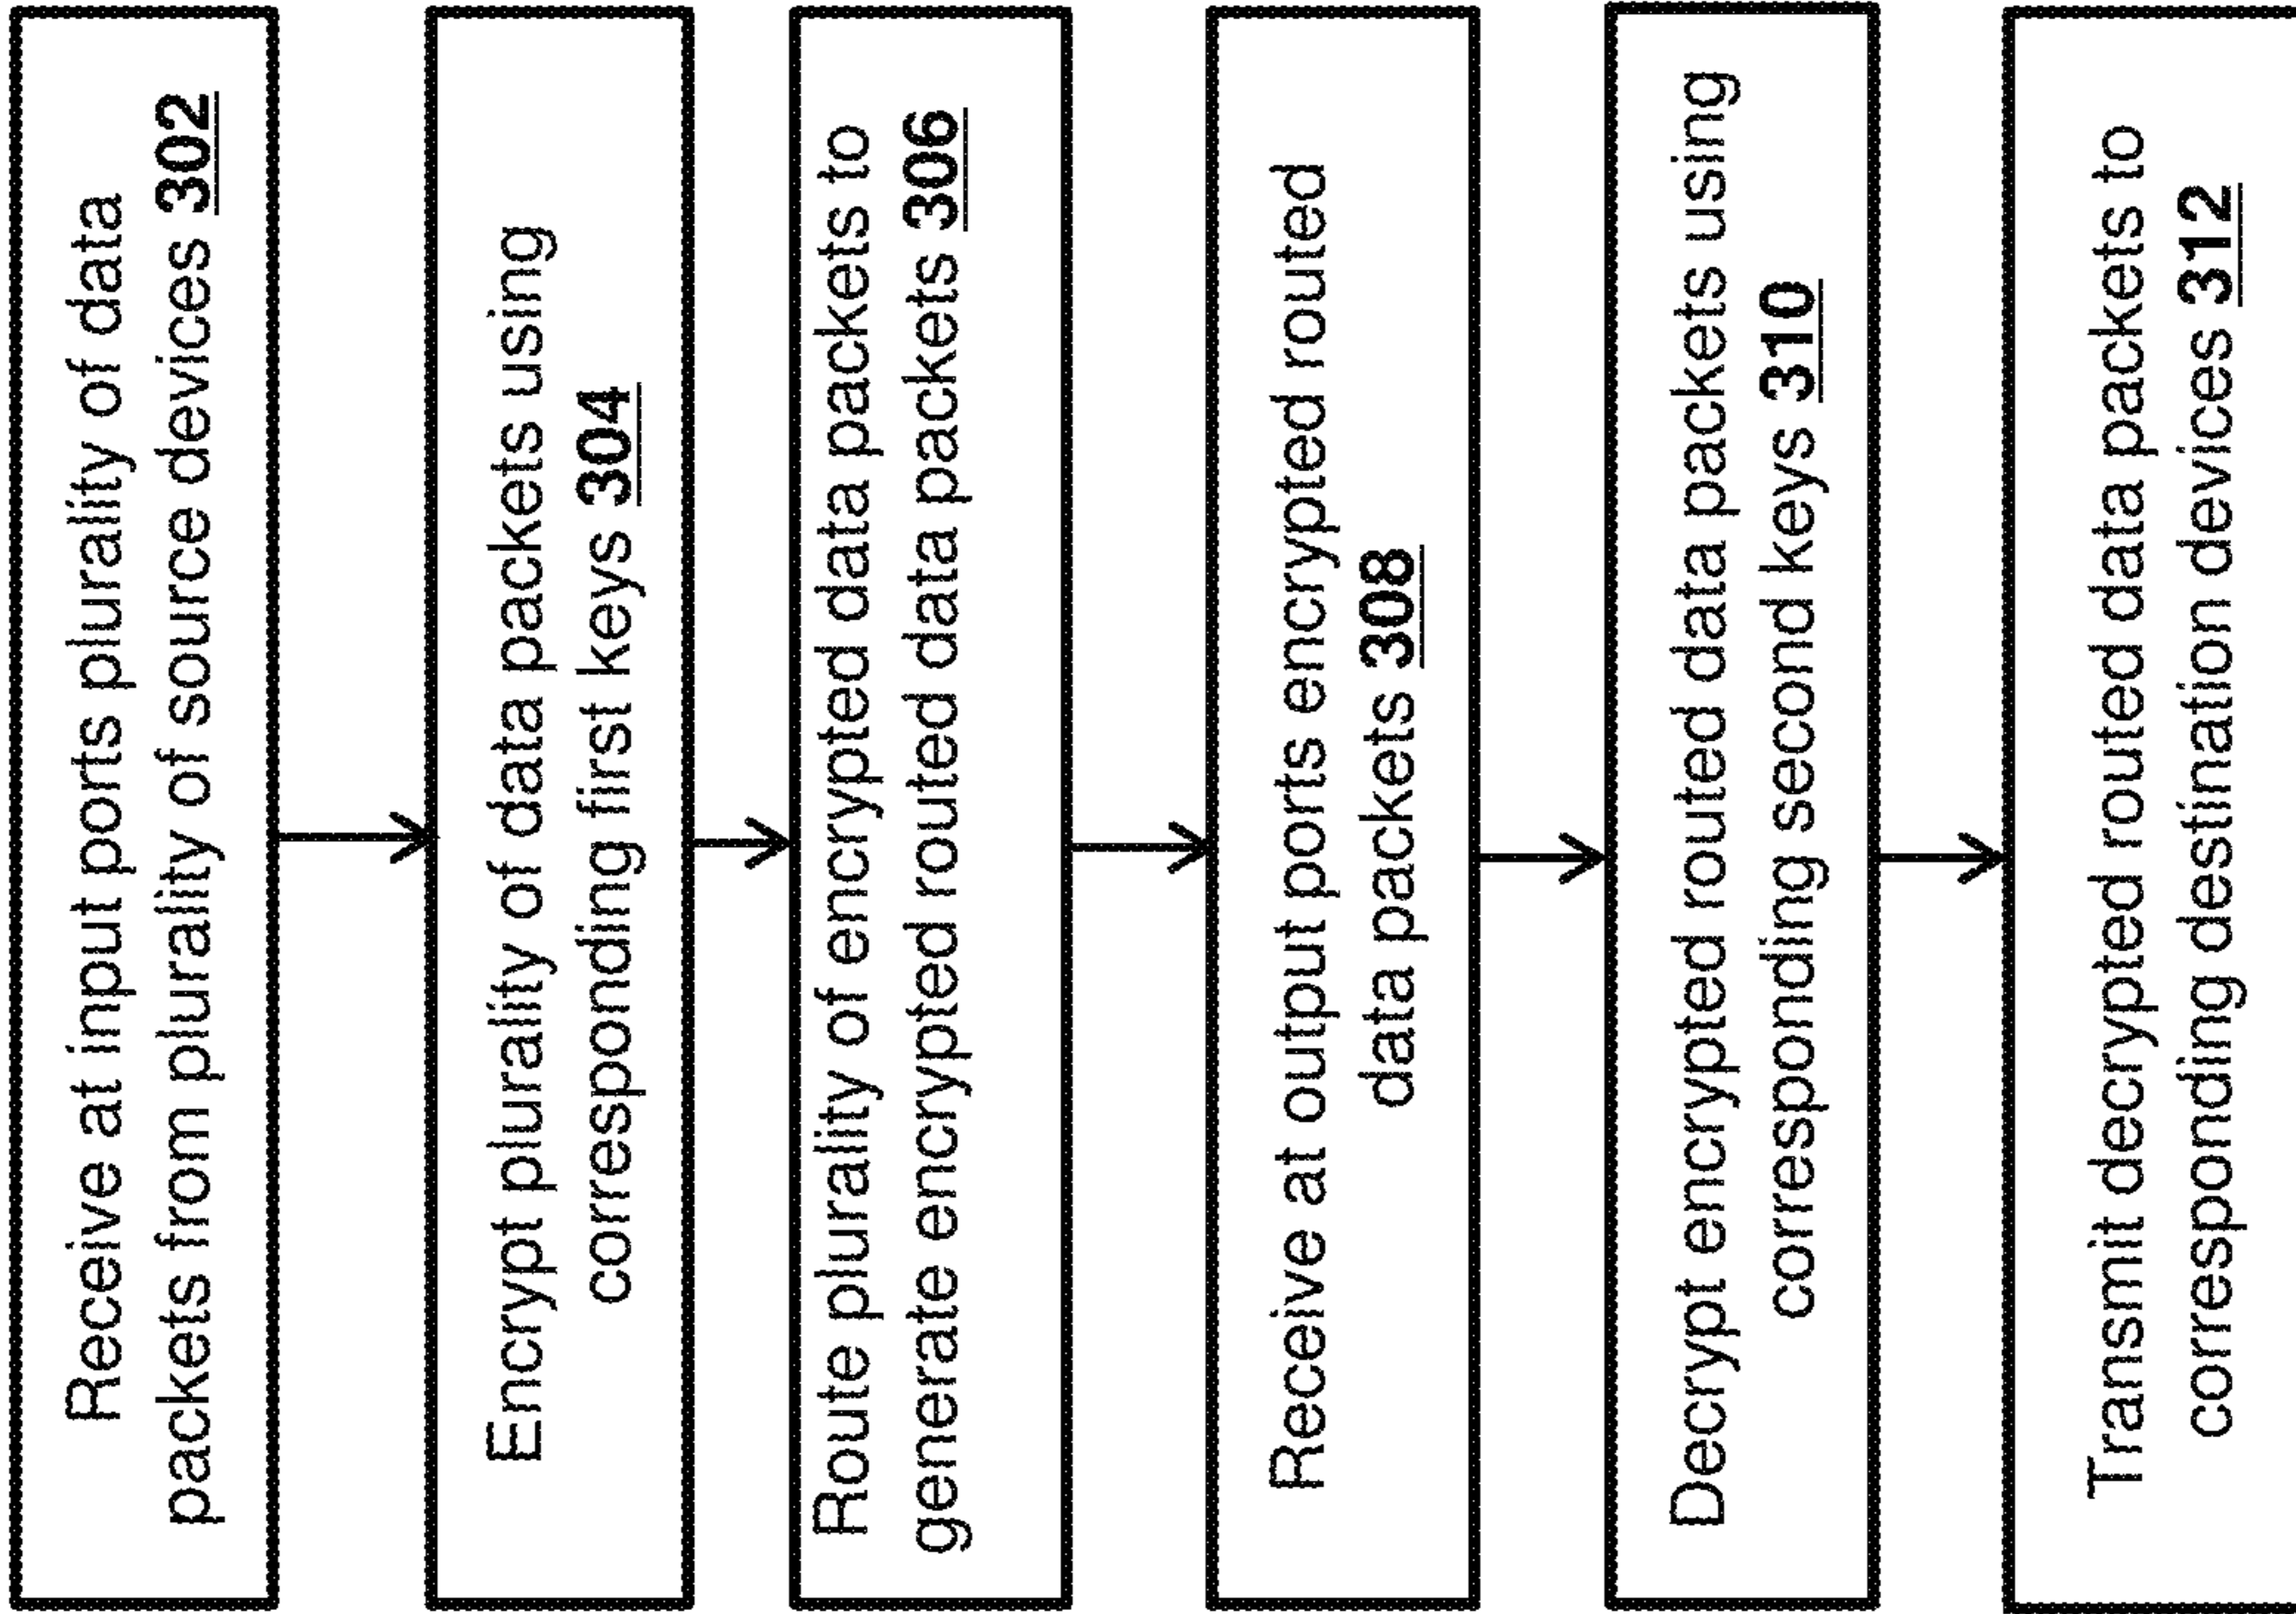 Receive at input ports plurality of data
packets from plurality of source devices 302
Encrypt plurality of data packets using
corresponding first keys 304
Route plurality of encrypted data packets to
generate encrypted routed data packets 306
Receive at output ports encrypted routed
data packets 308
Decrypt encrypted routed data packets using
corresponding second keys 310
Transmit decrypted routed data packets to
corresponding destination devices 312